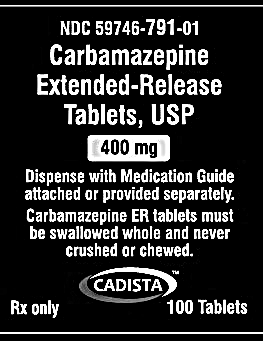 NDC 59746-791-01
Carbamazepine
Extended-Release
Tablets, USP
400 mg
Dispense with Medication Guide
attached or provided separately.
Carbamazepine ER tablets must
be swallowed whole and never
crushed or chewed.
CADISTA™
Rx only 100 Tablets